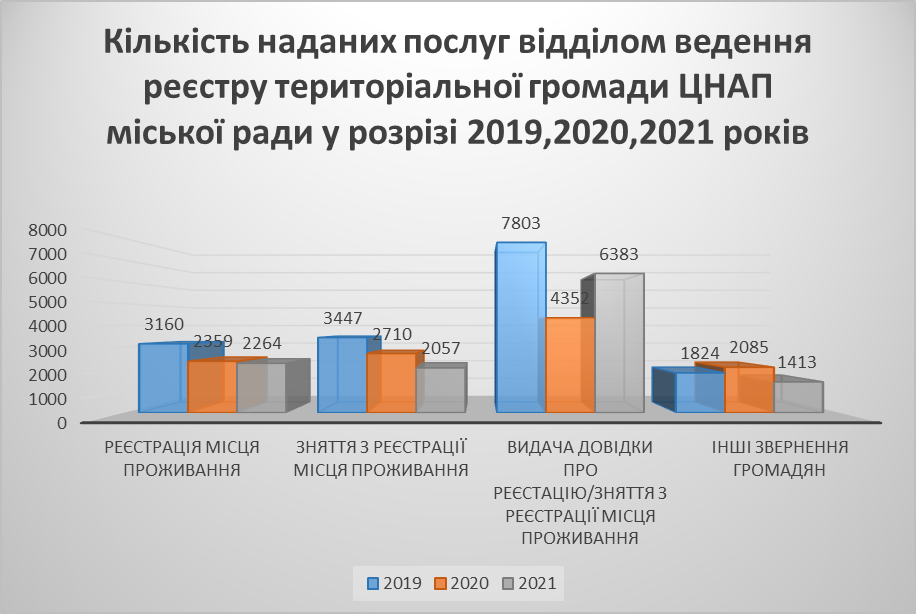 Кількість наданих послуг відділом ведення
реєстру територіальної громади ЦНАП
міської ради у розрізі 2019,2020,2021 років
8000
7000
6000
5000
4000
3000
2000
1000
0
3160
2359
2264
3447
2710
2057
7803
4352
6383
1824
2085
1413
РЕЄСТРАЦІЯ МІСЦЯ
ПРОЖИВАННЯ
ЗНЯТТЯ З РЕЄСТРАЦІЇ
МІСЦЯ ПРОЖИВАННЯ
ВИДАЧА ДОВІДКИ
ПРО
РЕЄСТАЦІЮ/ЗНЯТТЯ З
РЕЄСТРАЦІЇ МІСЦЯ
ПРОЖИВАННЯ
ІНШІ ЗВЕРНЕННЯ
ГРОМАДЯН
2019 2020 2021